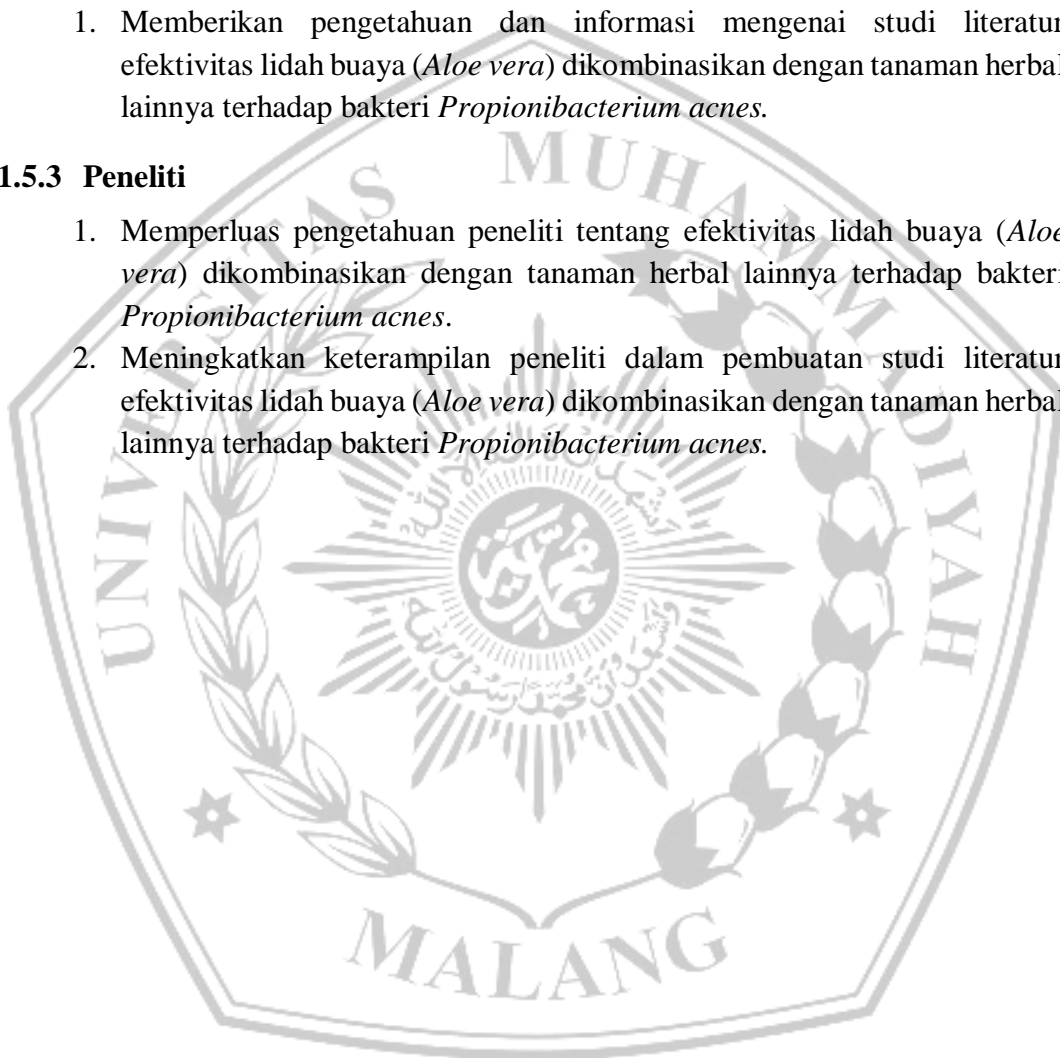 1. Memberikan pengetahuan dan informasi mengenai studi literatur
efektivitas lidah buaya (Aloe vera) dikombinasikan dengan tanaman herbal
lainnya terhadap bakteri Propionibacterium acnes.
1.5.3 Peneliti
1. Memperluas pengetahuan peneliti tentang efektivitas lidah buaya (Aloe
vera) dikombinasikan dengan tanaman herbal lainnya terhadap bakteri
Propionibacterium acnes.
2. Meningkatkan keterampilan peneliti dalam pembuatan studi literatur
efektivitas lidah buaya (Aloe vera) dikombinasikan dengan tanaman herbal
lainnya terhadap bakteri Propionibacterium acnes.
UNIVERSITAS MUHAMMADIYAH
MALANG